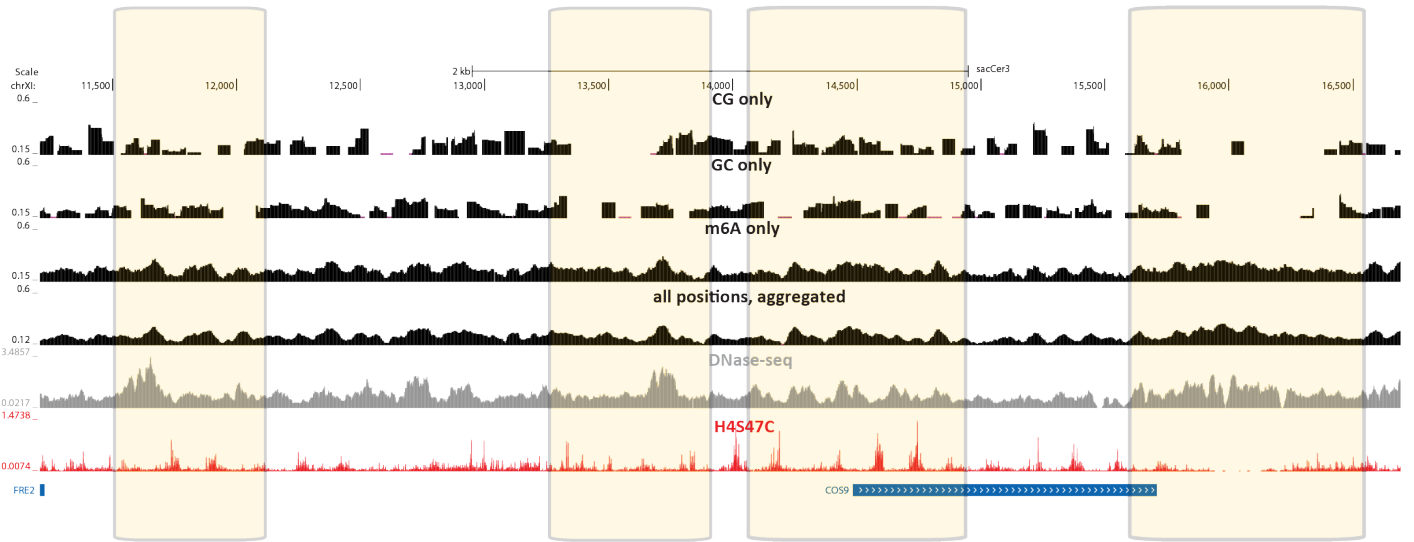 Scale 2 kb sacCer3
chrXI: 11,500 12,000 12,500 13,000 13,500 14,000 14,500 15,000 15,500 16,000 16,500
0.6 CG only
0.15
0.6 GC only
0.15
0.6 m6A only
0.15
0.6 all positions, aggregated
0.12
3.4857 DNase-seq
0.0217
1.4738 H4S47C
0.0074
FRE2 COS9